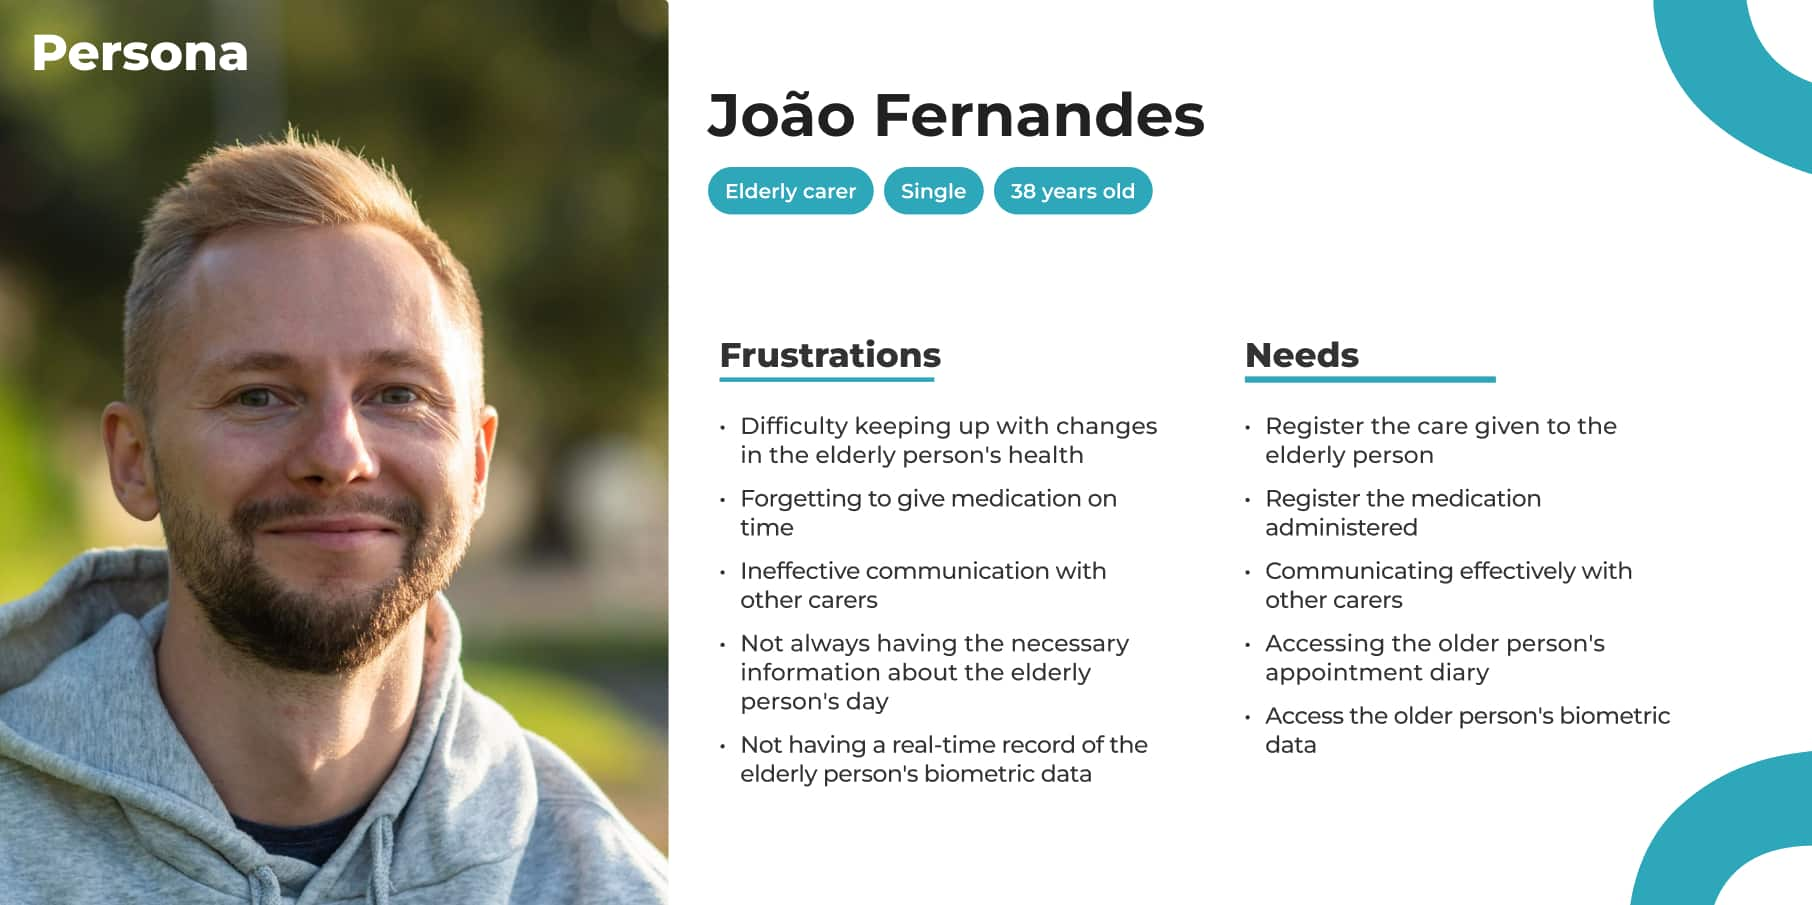 Persona
João Fernandes
Elderly carer
Single
38 years old
Frustrations
• Difficulty keeping up with changes
in the elderly person's health
• Forgetting to give medication on
time
• Ineffective communication with
other carers
• Not always having the necessary
information about the elderly
person's day
• Not having a real-time record of the
elderly person's biometric data
Needs
• Register the care given to the
elderly person
• Register the medication
administered
• Communicating effectively with
other carers
• Accessing the older person's
appointment diary
• Access the older person's biometric
data